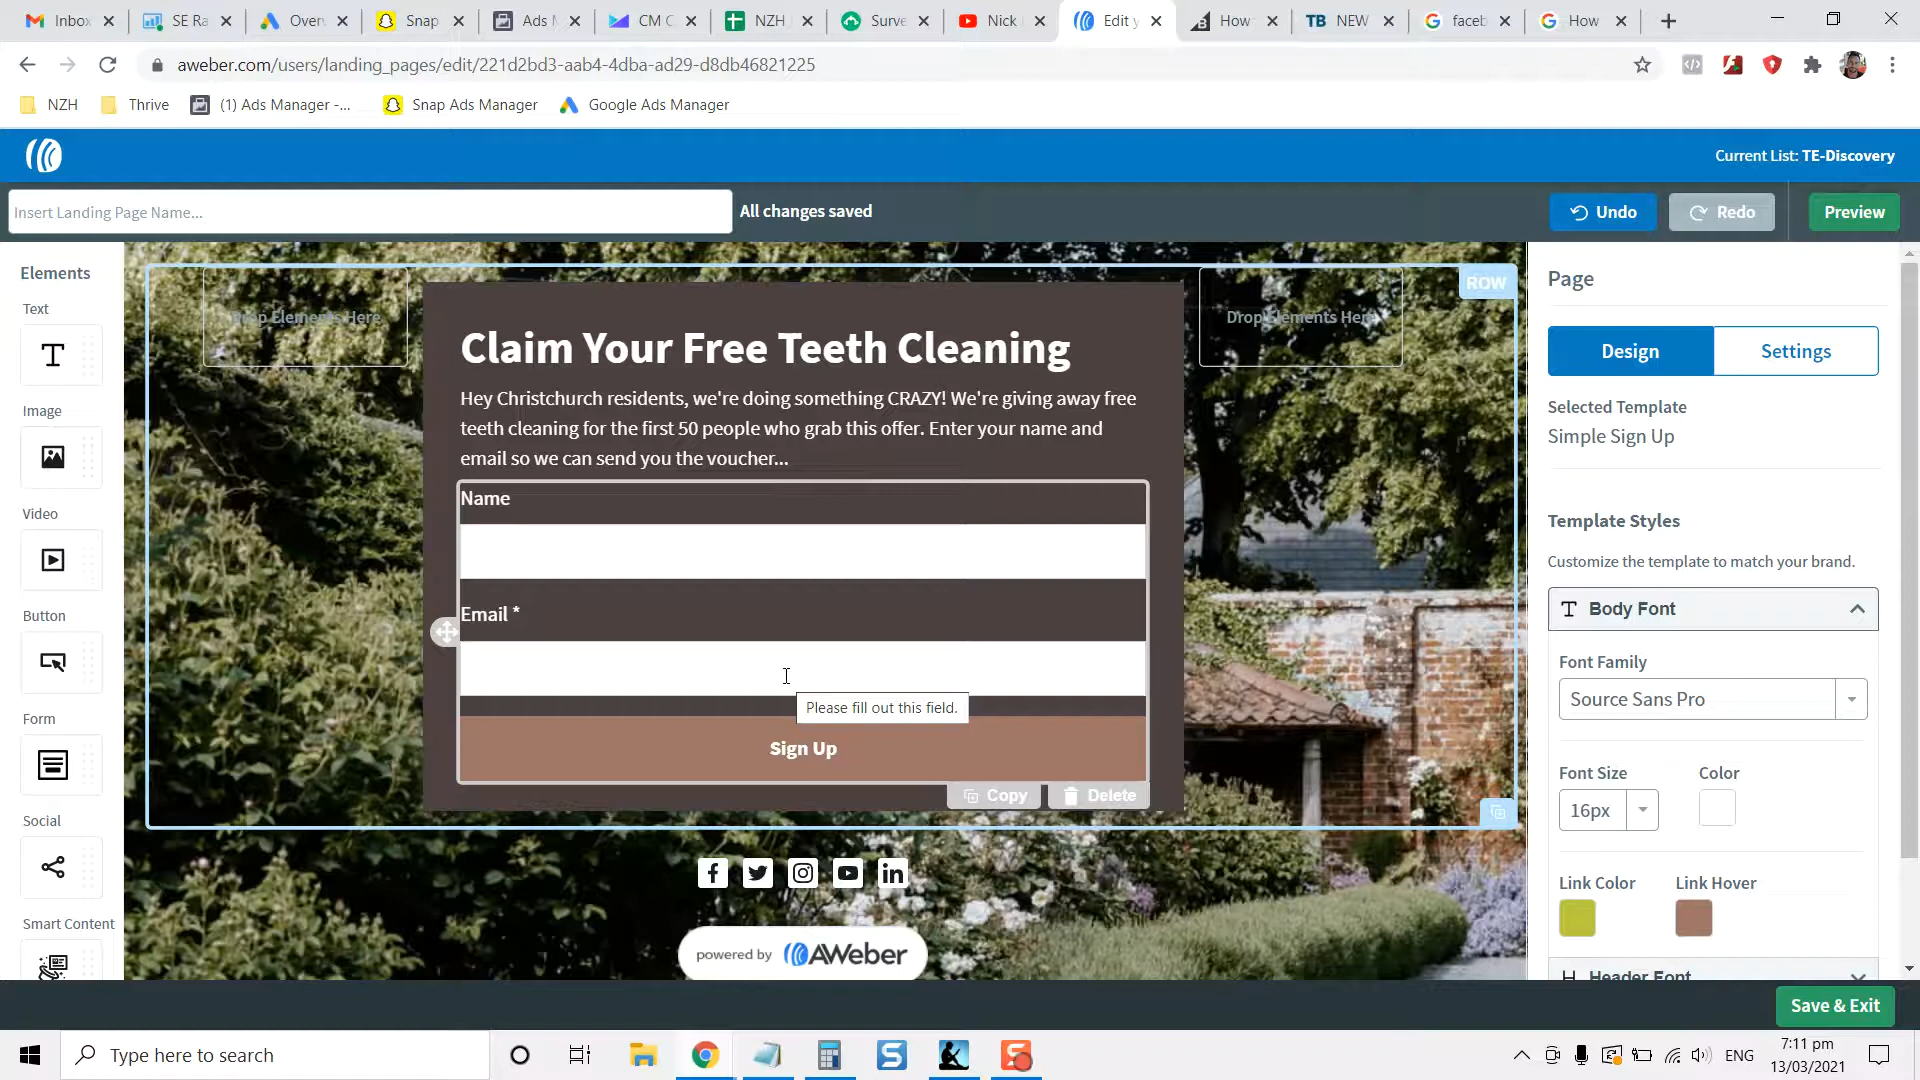 Inbox
SE Ra
Overv
Snap
Ads M
CM C
NZH
Surve
Nick
Edit y
How
TB NEW
faceb
How
aweber.com/users/landing_pages/edit/221d2bd3-aab4-4dba-ad29-d8db46821225
NZH
Thrive
(1) Ads Manager -...
Snap Ads Manager
Google Ads Manager
Current List: TE-Discovery
Insert Landing Page Name...
All changes saved
Undo
Redo
Preview
Elements
Text
Image
Video
Button
Form
Social
Smart Content
Drop Elements Here
Drop Elements Here
ROW
Claim Your Free Teeth Cleaning
Hey Christchurch residents, we're doing something CRAZY! We're giving away free
teeth cleaning for the first 50 people who grab this offer. Enter your name and
email so we can send you the voucher...
Name
Email *
Please fill out this field.
Sign Up
Copy
Delete
powered by AWeber
Page
Design
Settings
Selected Template
Simple Sign Up
Template Styles
Customize the template to match your brand.
Body Font
Font Family
Source Sans Pro
Font Size
Color
16px
Link Color
Link Hover
Header Font
Save & Exit
Type here to search
ENG
7:11 pm
13/03/2021